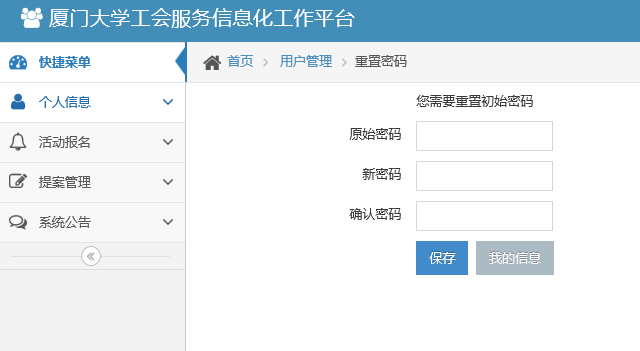 厦门大学工会服务信息化工作平台
快捷菜单
个人信息
活动报名
提案管理
系统公告
首页 > 用户管理 > 重置密码
您需要重置初始密码
原始密码
新密码
确认密码
保存 我的信息